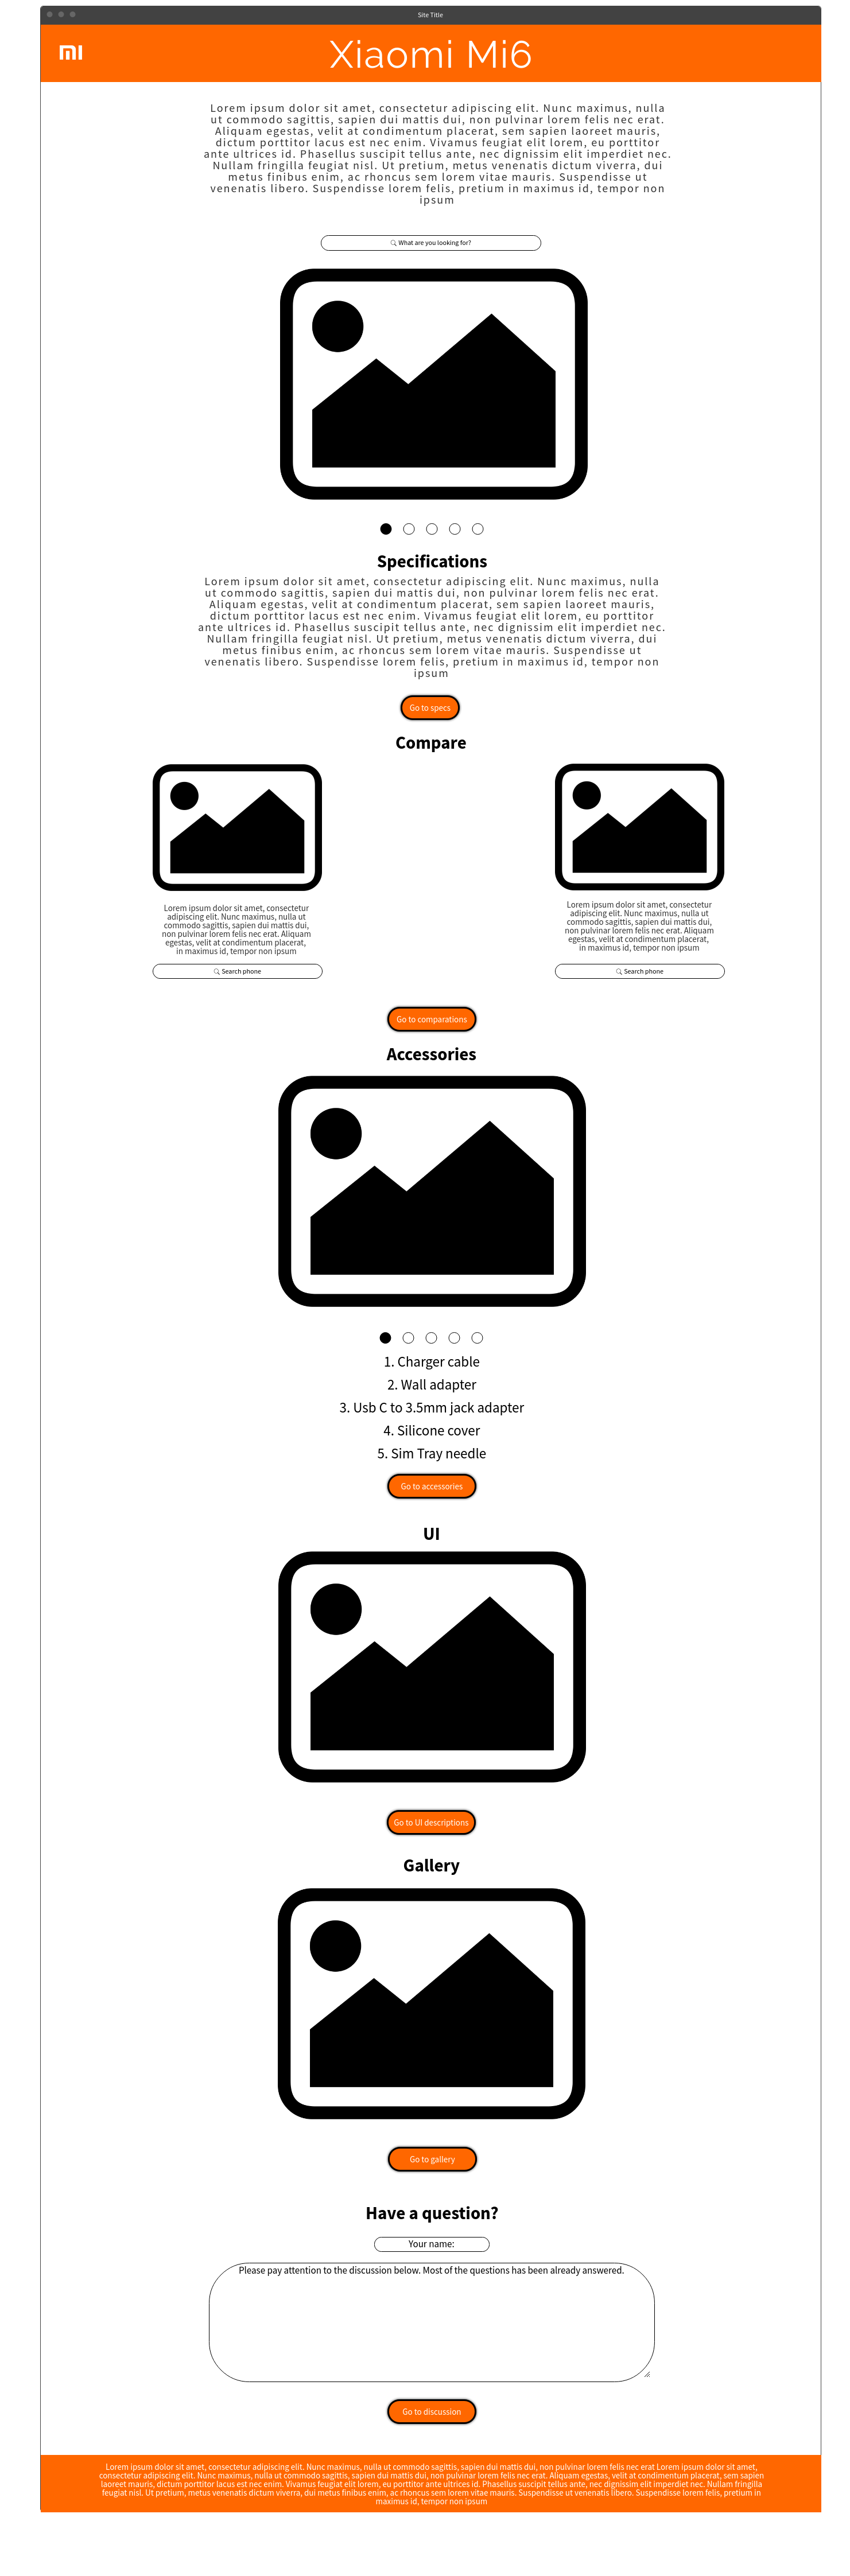 Site Title
mi
Xiaomi Mi6
Lorem ipsum dolor sit amet, consectetur adipiscing elit. Nunc maximus, nulla
ut commodo sagittis, sapien dui mattis dui, non pulvinar lorem felis nec erat.
Aliquam egestas, velit at condimentum placerat, sem sapien laoreet mauris,
dictum porttitor lacus est nec enim. Vivamus feugiat elit lorem, eu porttitor
ante ultrices id. Phasellus suscipit tellus ante, nec dignissim elit imperdiet nec.
Nullam fringilla feugiat nisl. Ut pretium, metus venenatis dictum viverra, dui
metus finibus enim, ac rhoncus sem lorem vitae mauris. Suspendisse ut
venenatis libero. Suspendisse lorem felis, pretium in maximus id, tempor non
ipsum
What are you looking for?
Specifications
Lorem ipsum dolor sit amet, consectetur adipiscing elit. Nunc maximus, nulla
ut commodo sagittis, sapien dui mattis dui, non pulvinar lorem felis nec erat.
Aliquam egestas, velit at condimentum placerat, sem sapien laoreet mauris,
dictum porttitor lacus est nec enim. Vivamus feugiat elit lorem, eu porttitor
ante ultrices id. Phasellus suscipit tellus ante, nec dignissim elit imperdiet nec.
Nullam fringilla feugiat nisl. Ut pretium, metus venenatis dictum viverra, dui
metus finibus enim, ac rhoncus sem lorem vitae mauris. Suspendisse ut
venenatis libero. Suspendisse lorem felis, pretium in maximus id, tempor non
ipsum
Go to specs
Compare
Lorem ipsum dolor sit amet, consectetur
adipiscing elit. Nunc maximus, nulla ut
commodo sagittis, sapien dui mattis dui,
non pulvinar lorem felis nec erat. Aliquam
egestas, velit at condimentum placerat,
in maximus id, tempor non ipsum
Search phone
Lorem ipsum dolor sit amet, consectetur
adipiscing elit. Nunc maximus, nulla ut
commodo sagittis, sapien dui mattis dui,
non pulvinar lorem felis nec erat. Aliquam
egestas, velit at condimentum placerat,
in maximus id, tempor non ipsum
Search phone
Go to comparations
Accessories
1. Charger cable
2. Wall adapter
3. Usb C to 3.5mm jack adapter
4. Silicone cover
5. Sim Tray needle
Go to accessories
UI
Go to UI descriptions
Gallery
Go to gallery
Have a question?
Your name:
Please pay attention to the discussion below. Most of the questions has been already answered.
Go to discussion
Lorem ipsum dolor sit amet, consectetur adipiscing elit. Nunc maximus, nulla ut commodo sagittis, sapien dui mattis dui, non pulvinar lorem felis nec erat Lorem ipsum dolor sit amet,
consectetur adipiscing elit. Nunc maximus, nulla ut commodo sagittis, sapien dui mattis dui, non pulvinar lorem felis nec erat. Aliquam egestas, velit at condimentum placerat, sem sapien
laoreet mauris, dictum porttitor lacus est nec enim. Vivamus feugiat elit lorem, eu porttitor ante ultrices id. Phasellus suscipit tellus ante, nec dignissim elit imperdiet nec. Nullam fringilla
feugiat nisl. Ut pretium, metus venenatis dictum viverra, dui metus finibus enim, ac rhoncus sem lorem vitae mauris. Suspendisse ut venenatis libero. Suspendisse lorem felis, pretium in
maximus id, tempor non ipsum